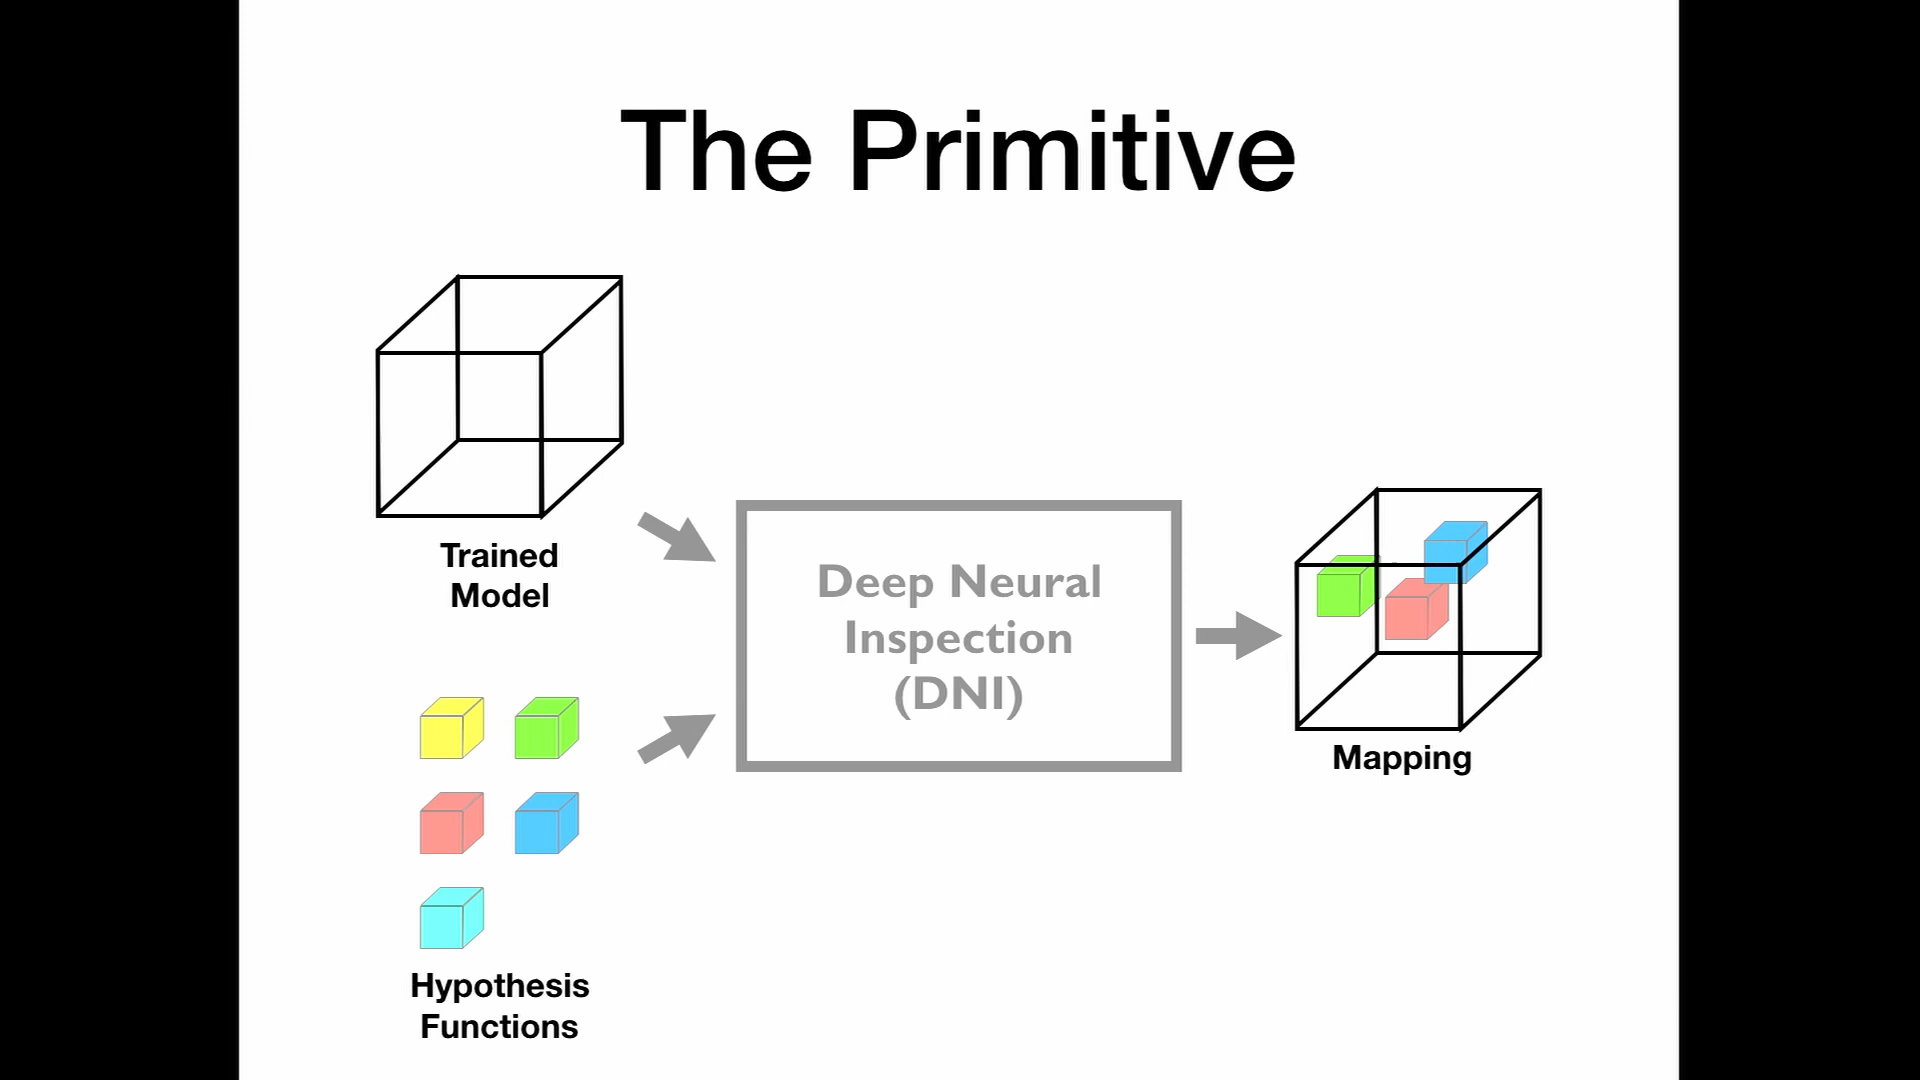 The Primitive
Trained
Model
Deep Neural
Inspection
(DNI)
Mapping
Hypothesis
Functions